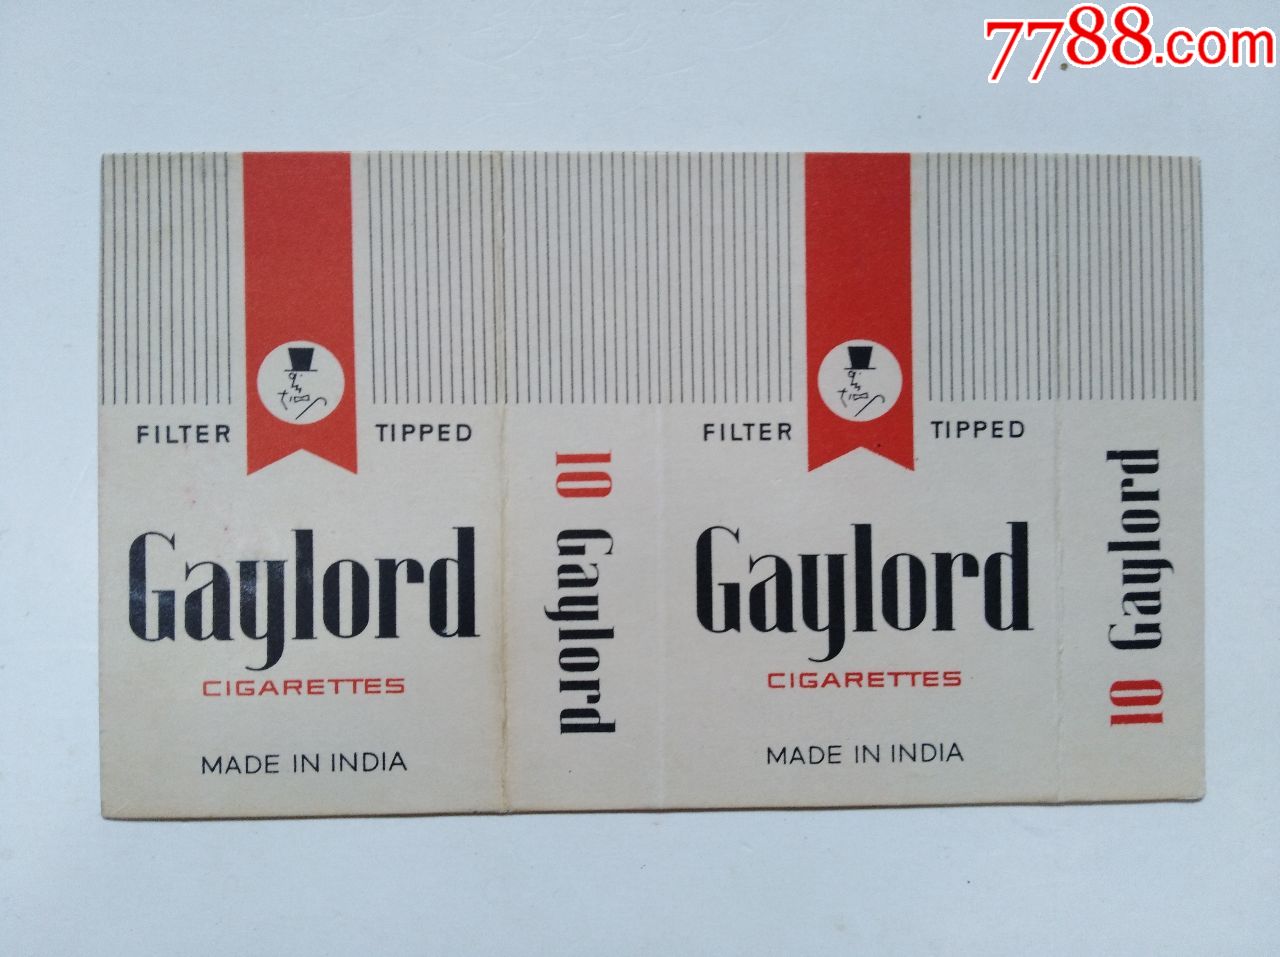 7788.com
FILTER TIPPED
Gaylord
CIGARETTES
MADE IN INDIA
10 Gaylord
FILTER TIPPED
Gaylord
CIGARETTES
MADE IN INDIA
10 Gaylord